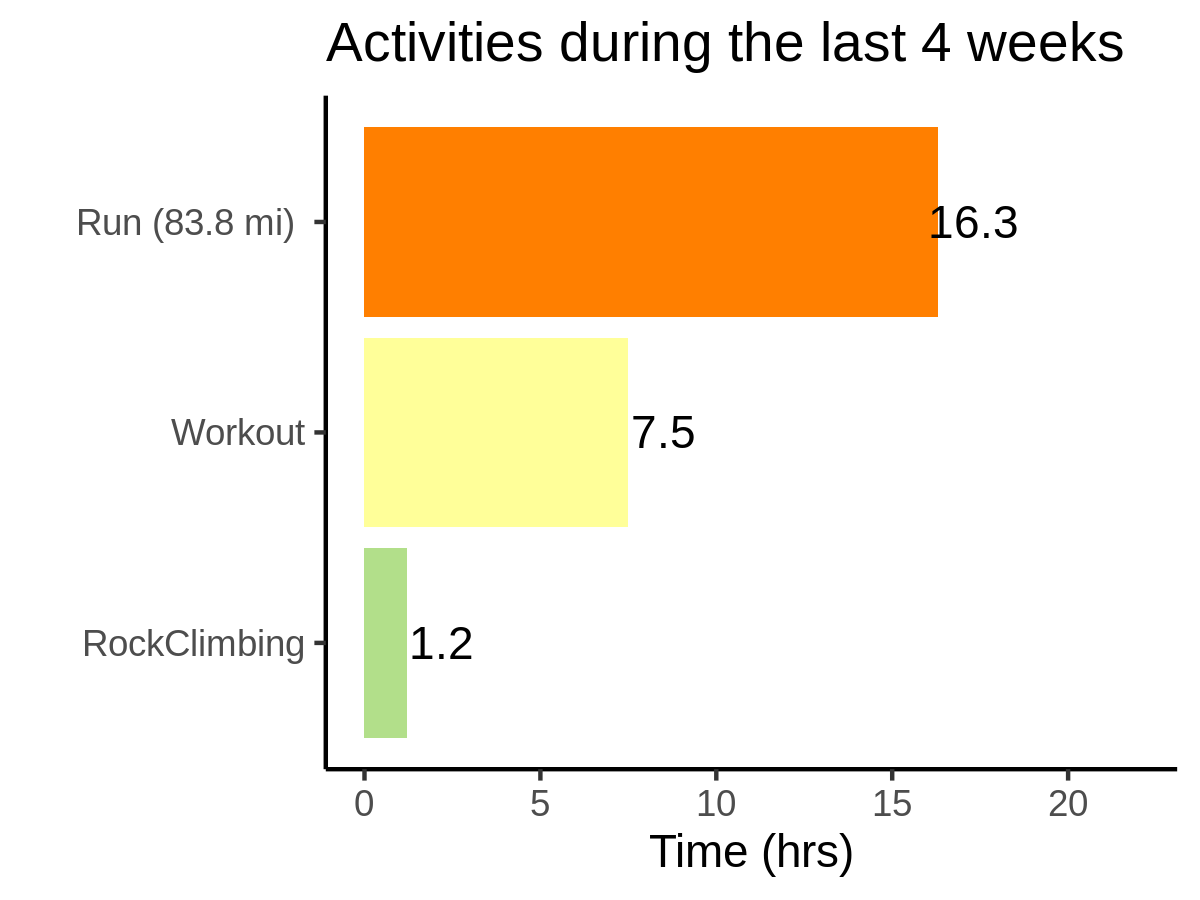 Activities during the last 4 weeks
Run (83.8 mi)
16.3
Workout
7.5
RockClimbing
1.2
0 5 10 15 20
Time (hrs)